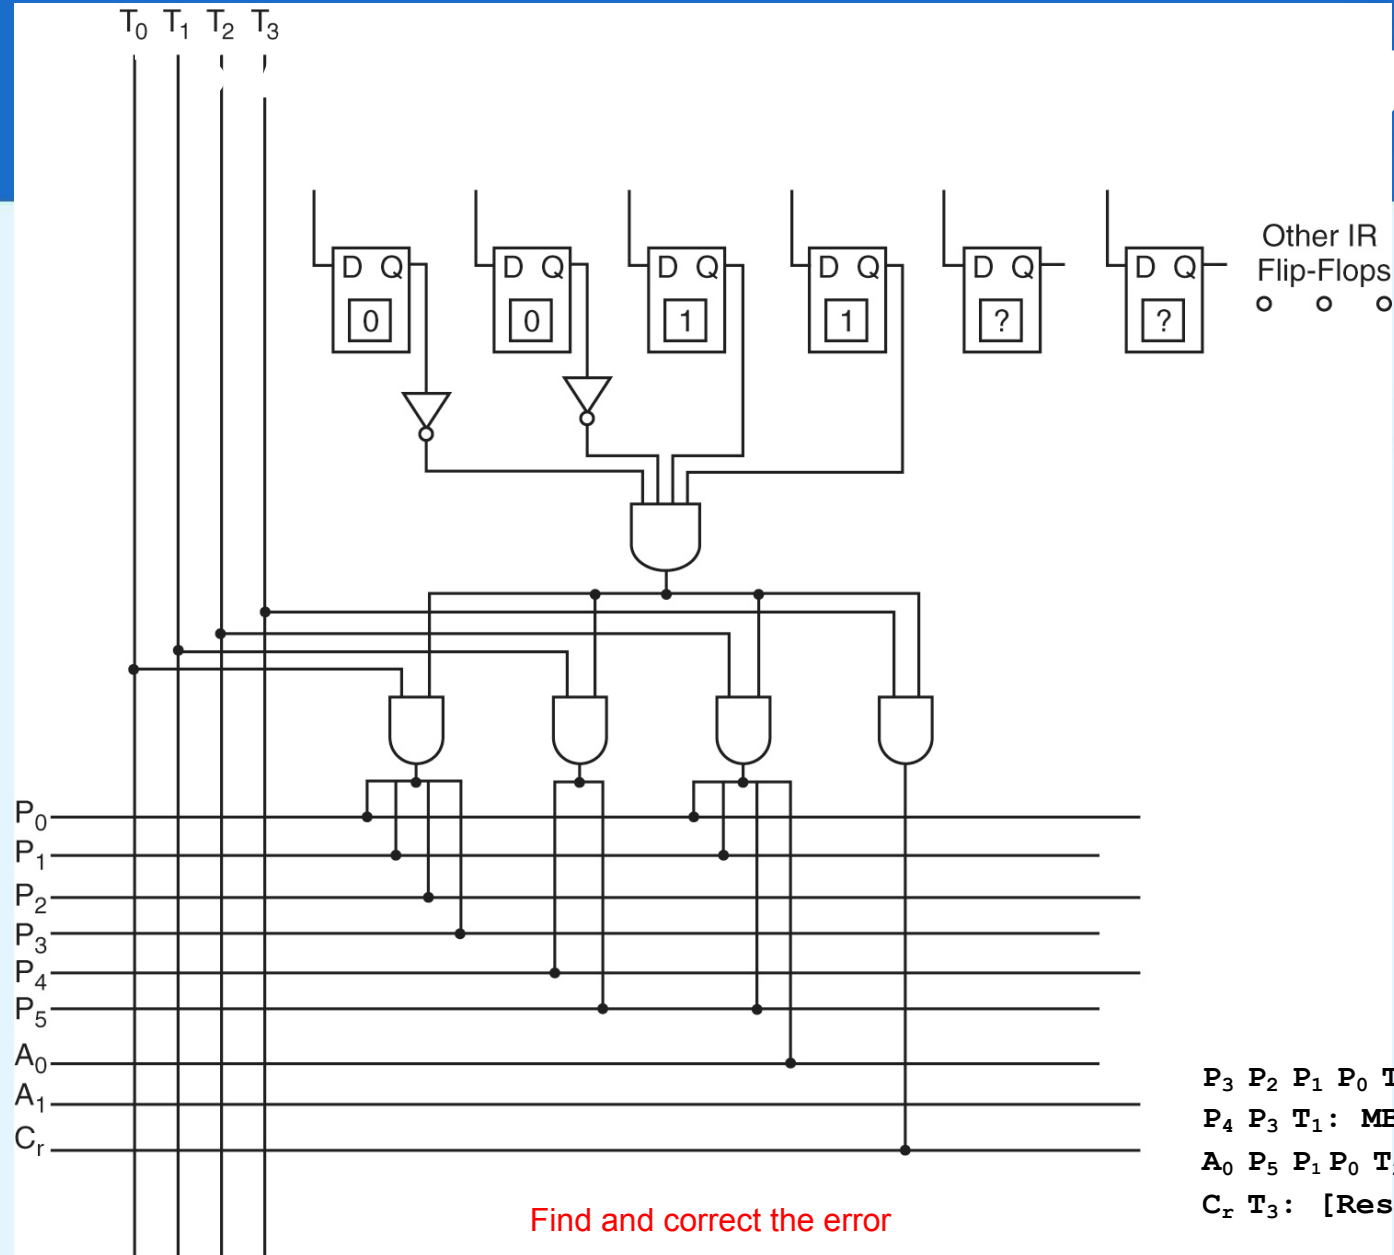 T₀ T₁ T₂ T₃
Other IR
Flip-Flops
D Q D Q D Q D Q D Q D Q
0 0 1 1 ? ?
P₀
P₁
P₂
P₃
P₄
P₅
A₀
A₁
Cᵣ
P₃ P₂ P₁ P₀
P₄ P₃ T₁:
A₀ P₅ P₁ P₀
Cᵣ T₃: [Res
Find and correct the error